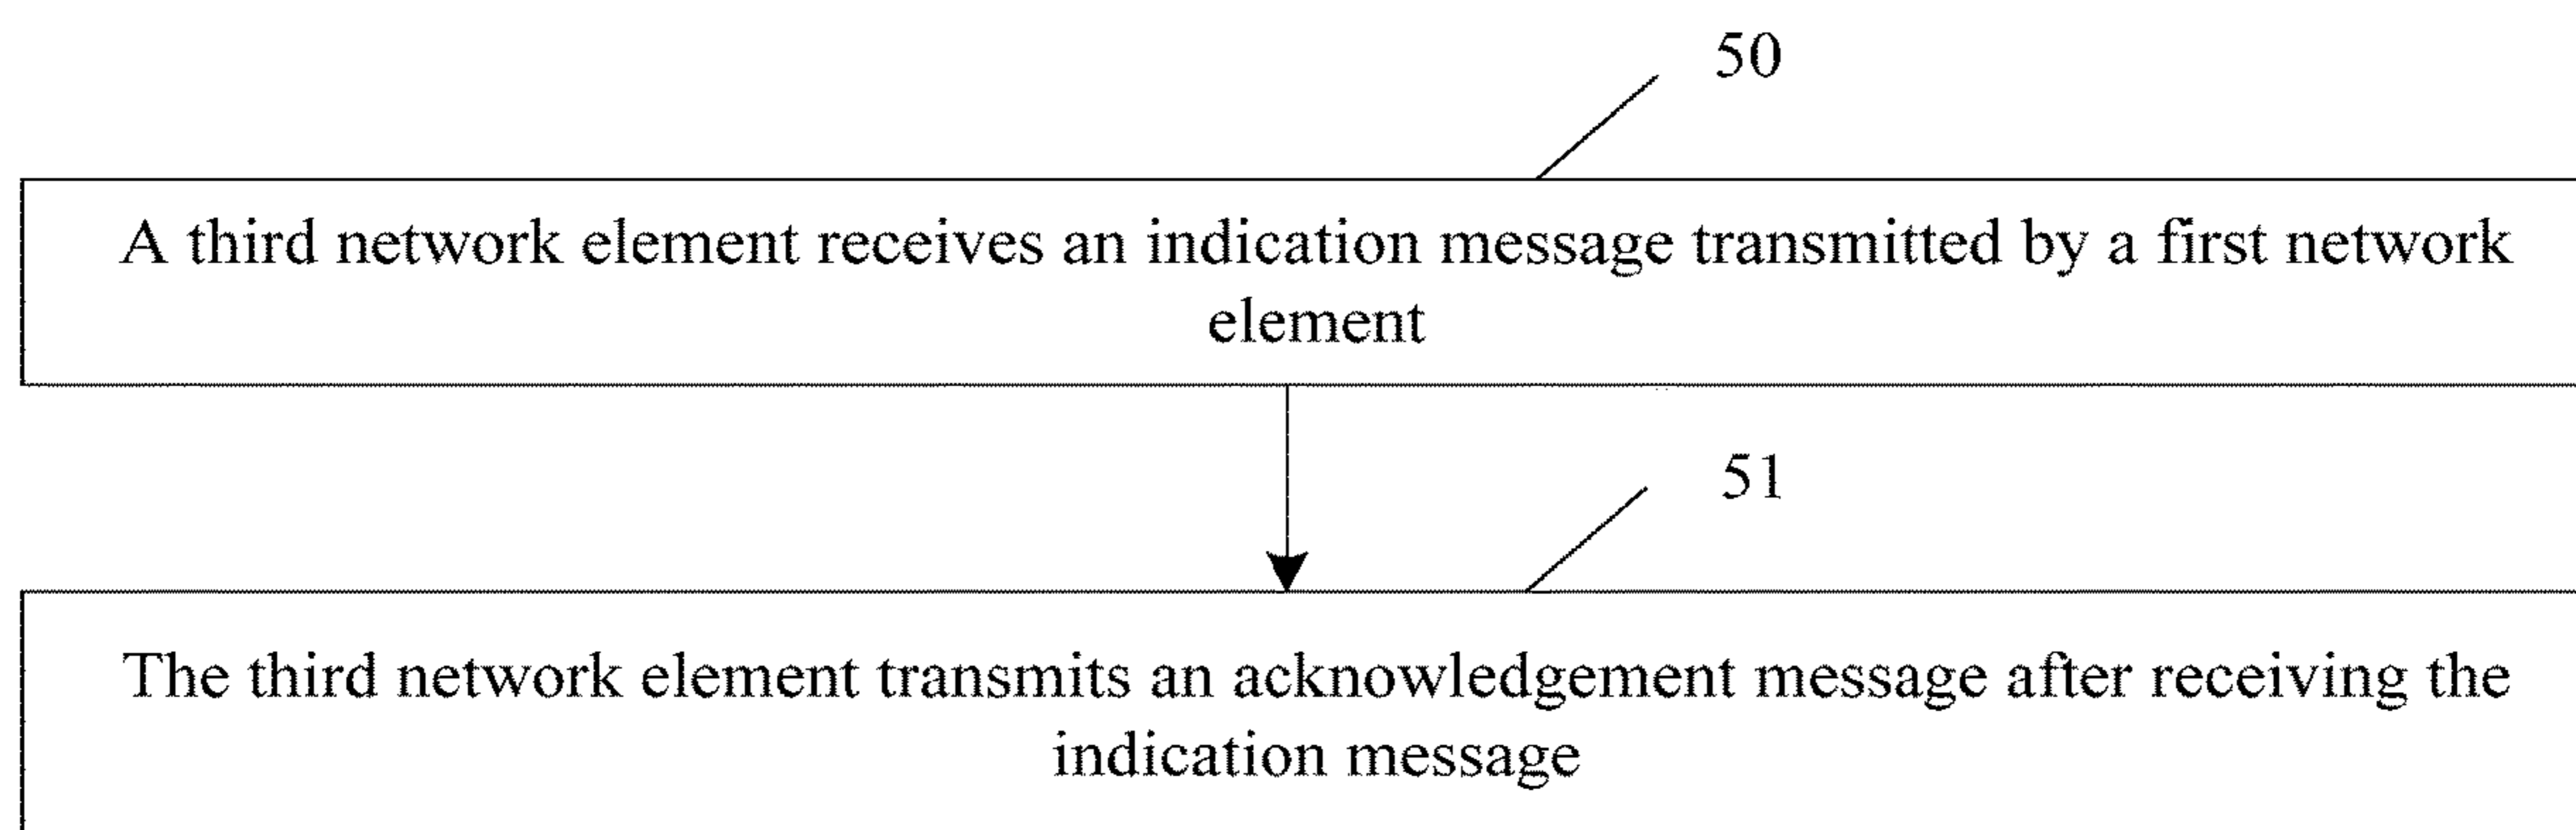 50
A third network element receives an indication message transmitted by a first network
element
51
The third network element transmits an acknowledgement message after receiving the
indication message